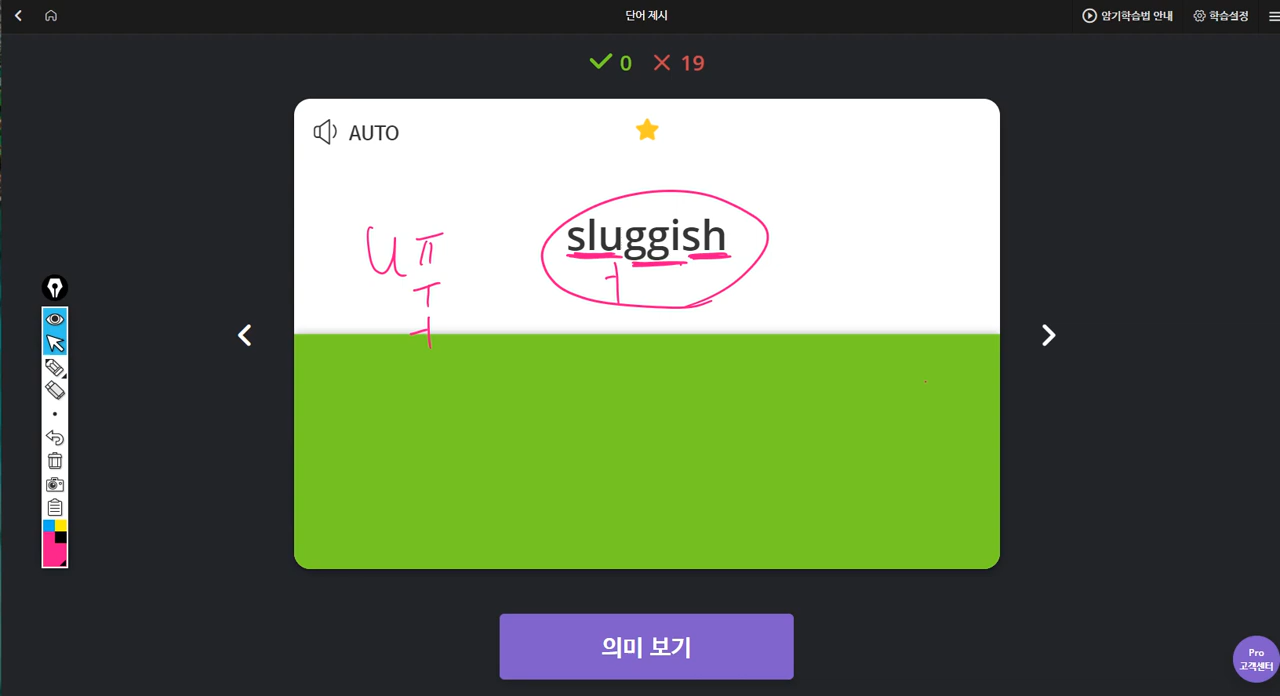 단어 제시
암기학습법 안내
학습설정
0 19
AUTO
sluggish
u ㅠ
ㅜ
ㅓ
ㅓ
의미 보기
Pro
고객센터